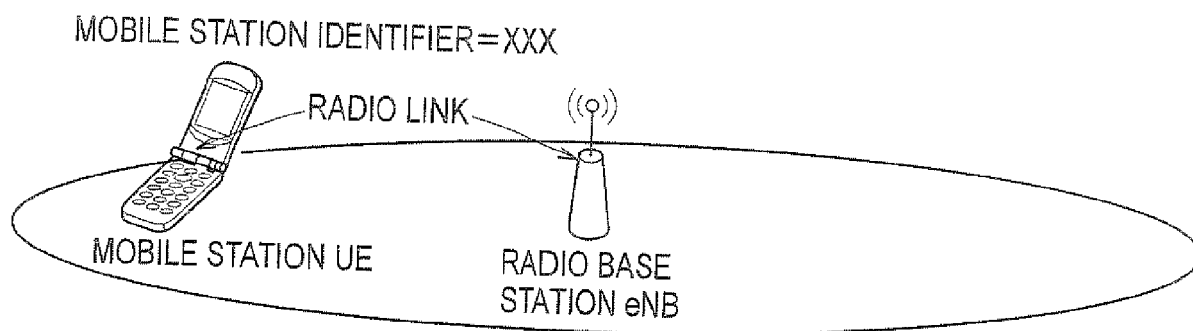 MOBILE STATION IDENTIFIER=XXX
RADIO LINK
MOBILE STATION UE
RADIO BASE
STATION eNB